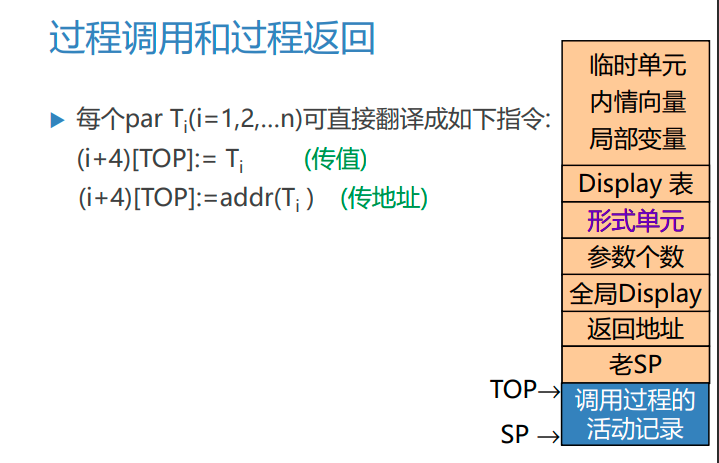 过程调用和过程返回
每个par Ti(i=1,2,…n)可直接翻译成如下指令:
(i+4)[TOP]:= Ti (传值)
(i+4)[TOP]:=addr(Ti ) (传地址)
临时单元
内情向量
局部变量
Display 表
形式单元
参数个数
全局Display
返回地址
老SP
TOP→
调用过程的
活动记录
SP →